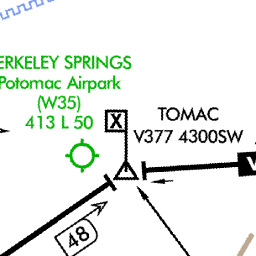 ERKELEY SPRINGS
Potomac Airpark
(W35)
413 L 50
X
TOMAC
V377 4300SW
V
48